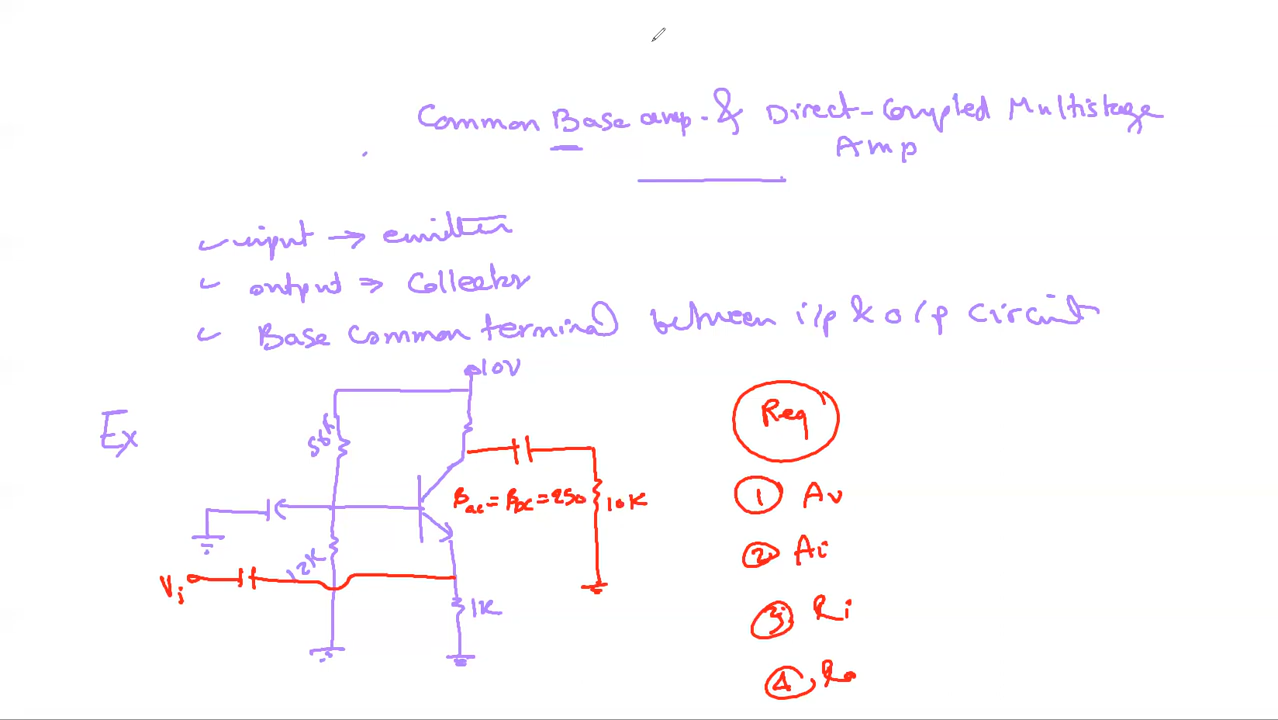 Common Base amp. & Direct-Coupled Multistage
Amp
input → emitter
output ⇒ Collector
Base common terminal between i/p & o/p circuit
Ex
10V
56K
βac = βDC = 250
10K
12K
Vi
1K
Req
1 Av
2 Ai
3 Ri
4 Ro